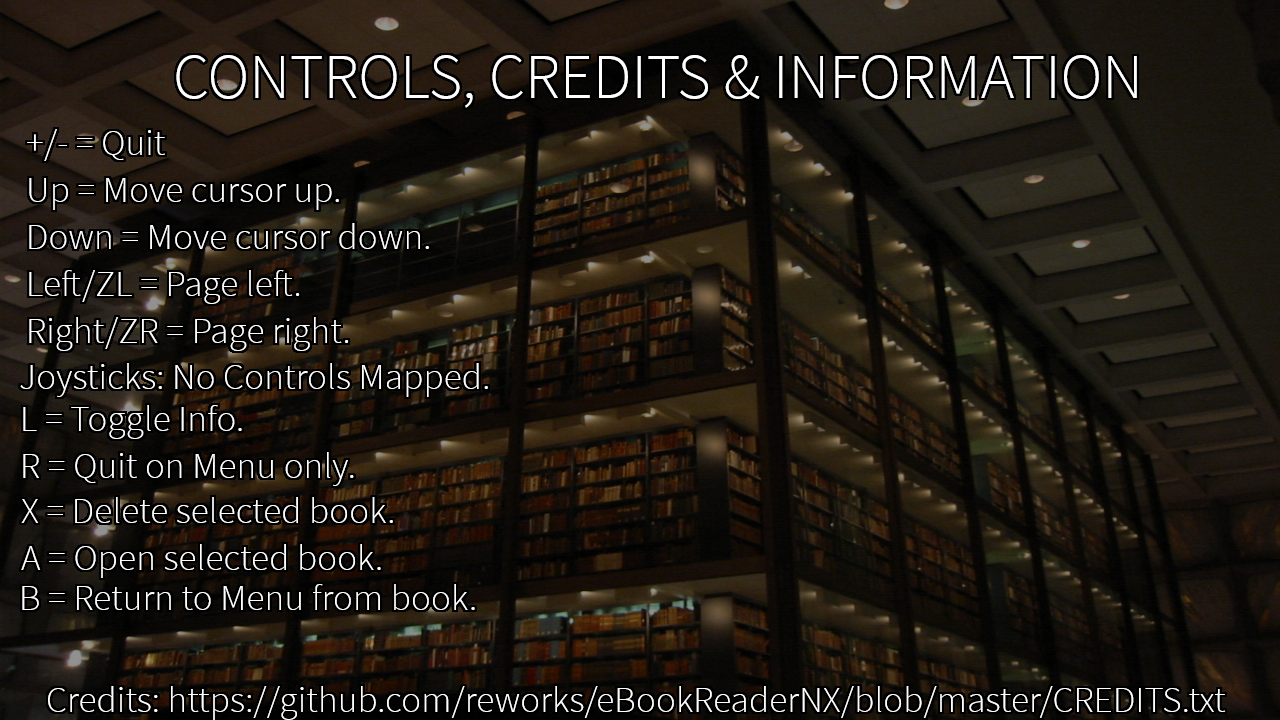 CONTROLS, CREDITS & INFORMATION
+/- = Quit
Up = Move cursor up.
Down = Move cursor down.
Left/ZL = Page left.
Right/ZR = Page right.
Joysticks: No Controls Mapped.
L = Toggle Info.
R = Quit on Menu only.
X = Delete selected book.
A = Open selected book.
B = Return to Menu from book.
Credits: https://github.com/reworks/eBookReaderNX/blob/master/CREDITS.txt